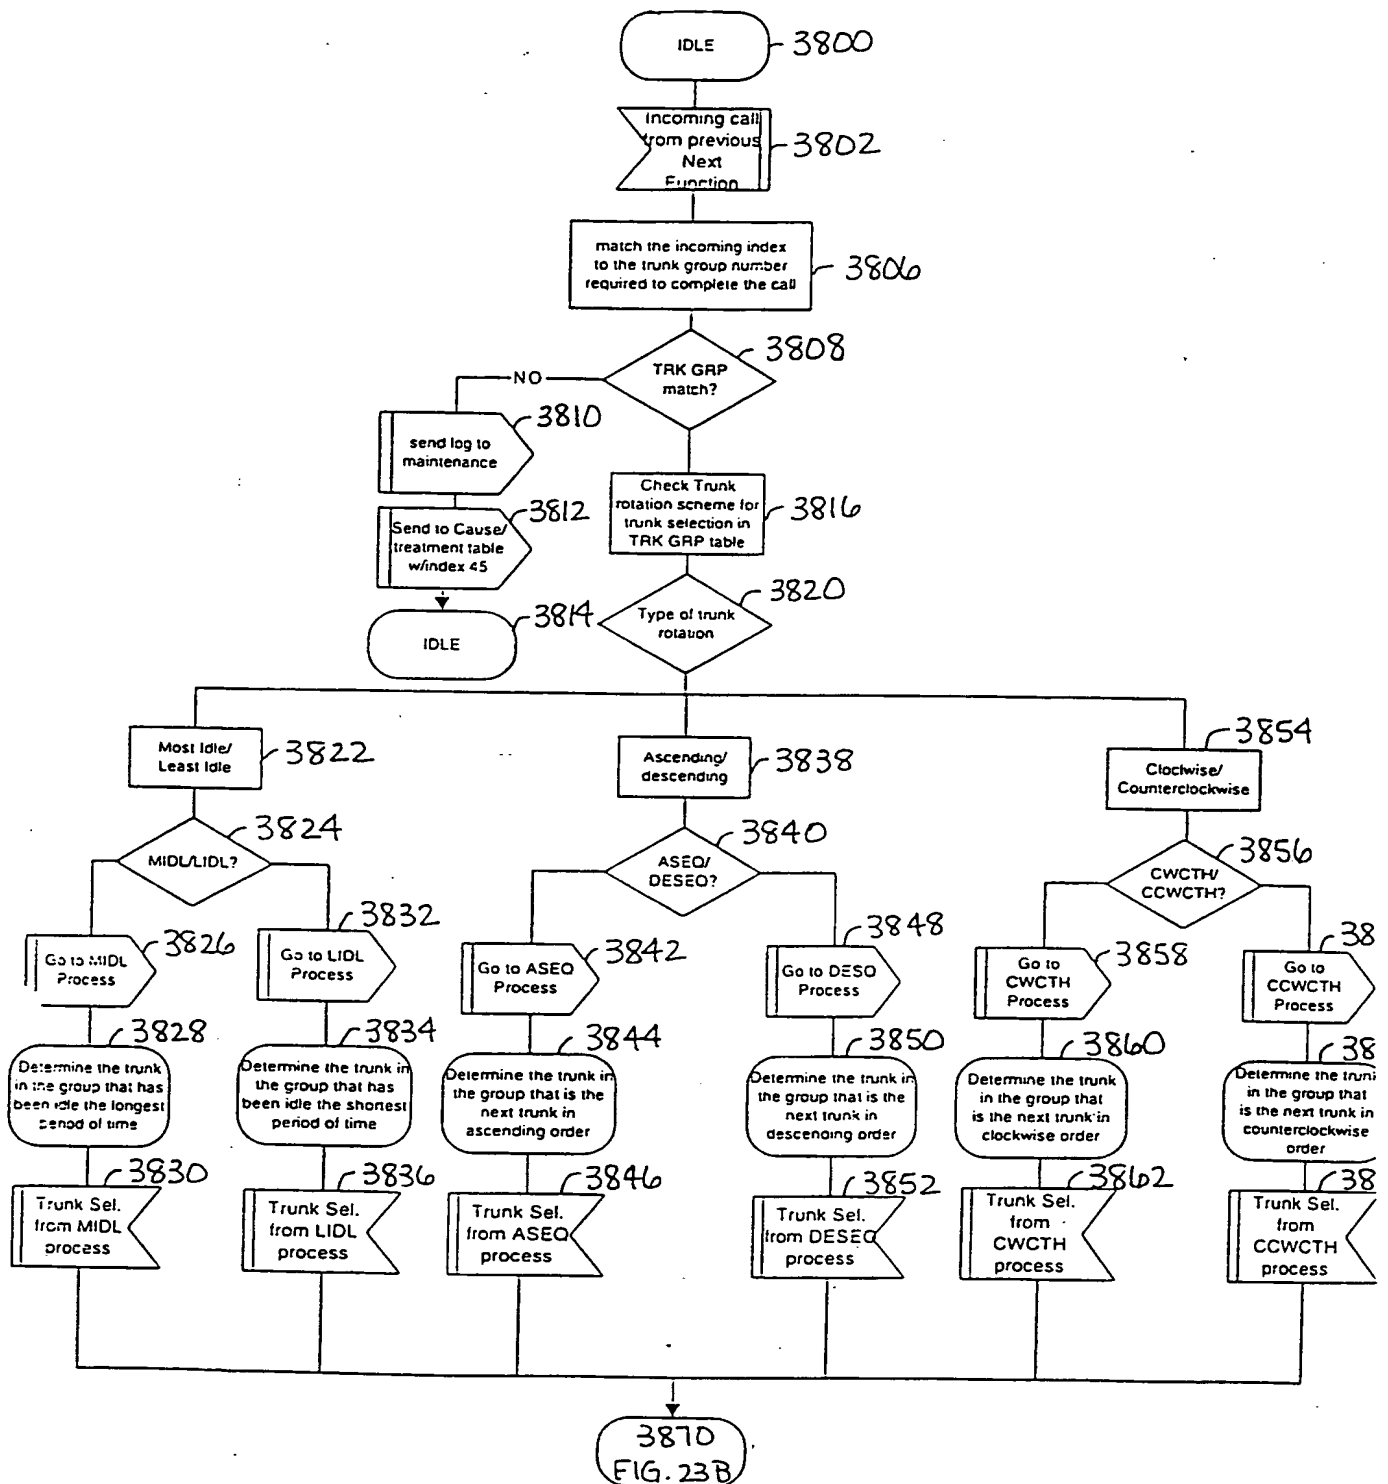 IDLE
3800
Incoming call
from previous
Next
Function
3802
match the incoming index
to the trunk group number
required to complete the call
3806
TRK GRP
match?
3808
NO
send log to
maintenance
3810
Send to Cause/
treatment table
w/index 45
3812
IDLE
3814
Check Trunk
rotation scheme for
trunk selection in
TRK GRP table
3816
Type of trunk
rotation
3820
Most Idle/
Least Idle
3822
Ascending/
descending
3838
Cloclwise/
Counterclockwise
3854
MIDL/LIDL?
3824
ASEQ/
DESEQ?
3840
CWCTH/
CCWCTH?
3856
Go to MIDL
Process
3826
Go to LIDL
Process
3832
Go to ASEQ
Process
3842
Go to DESQ
Process
3848
Go to
CWCTH
Process
3858
Go to
CCWCTH
Process
38
Determine the trunk
in the group that has
been idle the longest
period of time
3828
Determine the trunk in
the group that has
been idle the shortest
period of time
3834
Determine the trunk in
the group that is the
next trunk in
ascending order
3844
Determine the trunk in
the group that is the
next trunk in
descending order
3850
Determine the trunk
in the group that
is the next trunk in
clockwise order
3860
Determine the trunk
in the group that
is the next trunk in
counterclockwise
order
38
Trunk Sel.
from MIDL
process
3830
Trunk Sel.
from LIDL
process
3836
Trunk Sel.
from ASEQ
process
3846
Trunk Sel.
from DESEQ
process
3852
Trunk Sel.
from
CWCTH
process
3862
Trunk Sel.
from
CCWCTH
process
38
3870
FIG. 23B